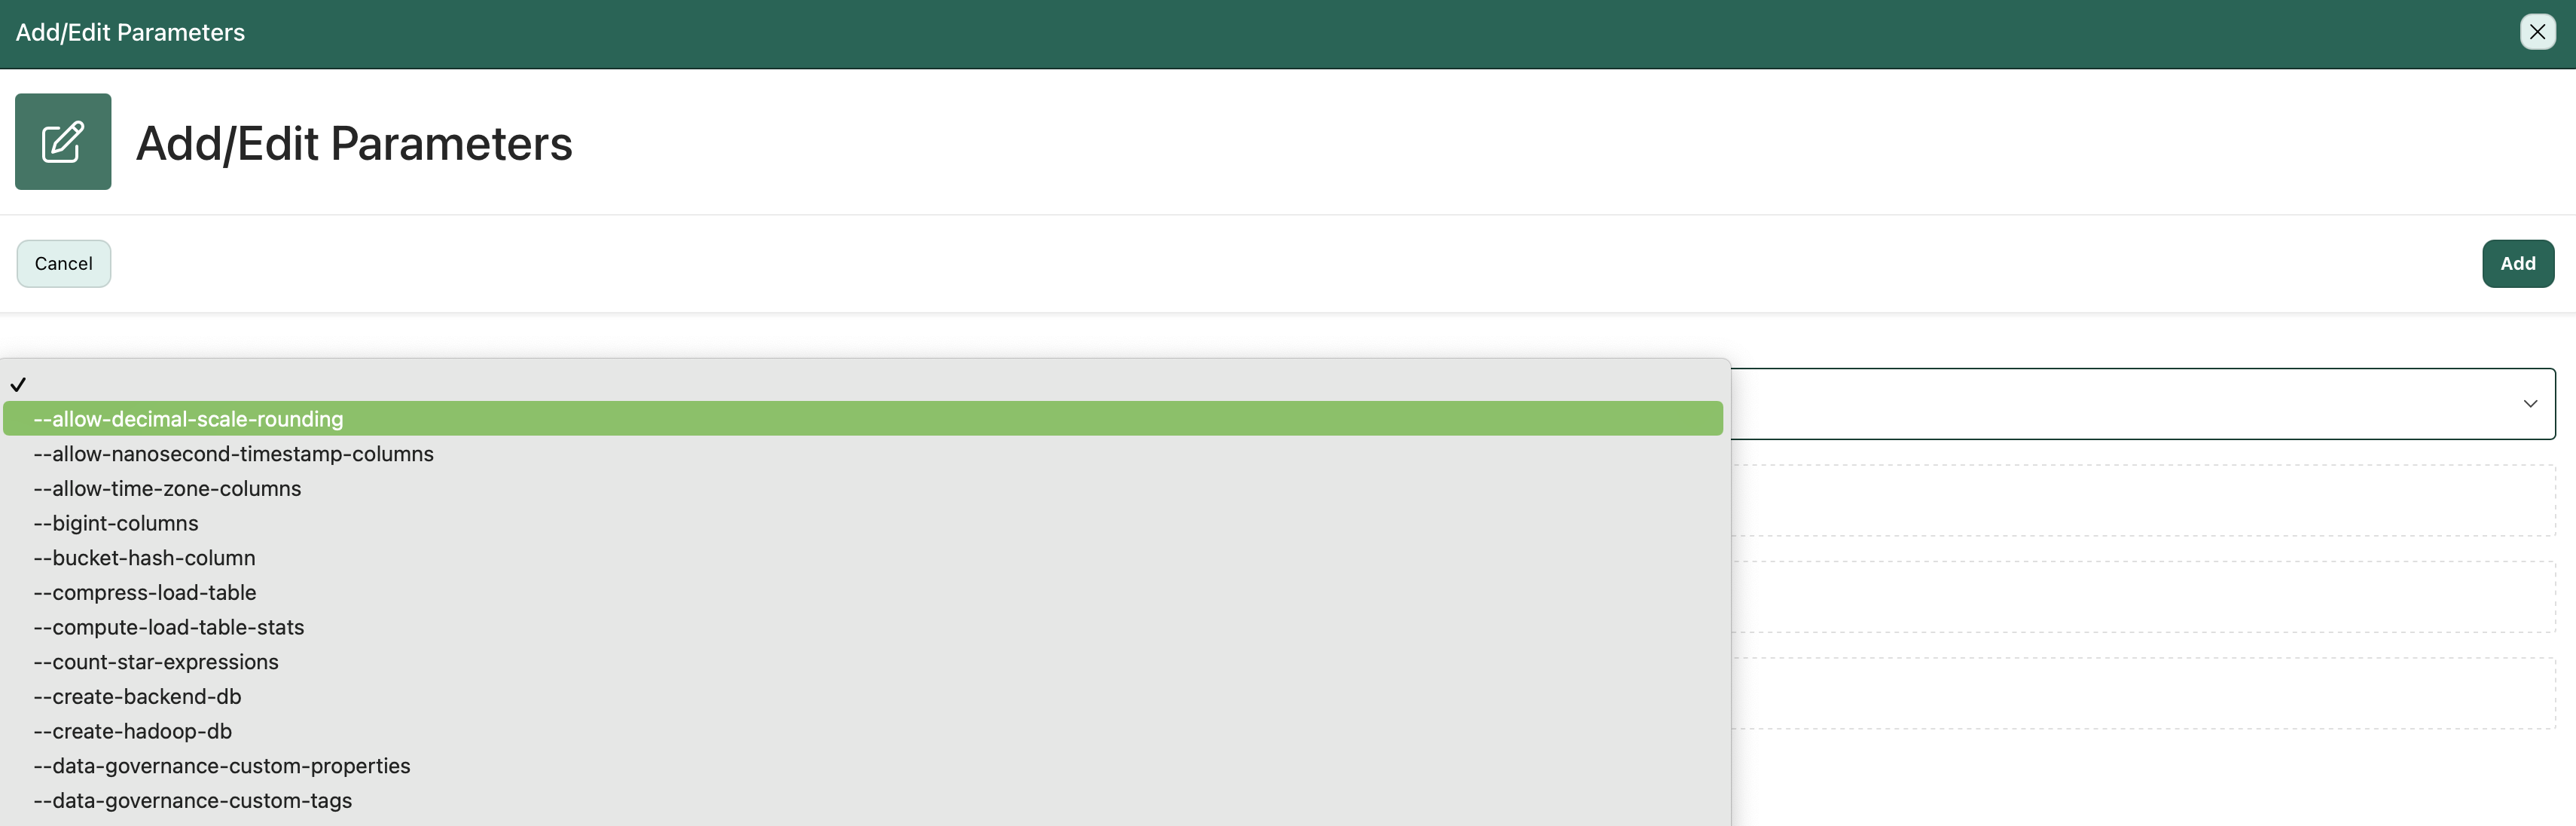 Add/Edit Parameters
Add/Edit Parameters
Cancel
Add
--allow-decimal-scale-rounding
--allow-nanosecond-timestamp-columns
--allow-time-zone-columns
--bigint-columns
--bucket-hash-column
--compress-load-table
--compute-load-table-stats
--count-star-expressions
--create-backend-db
--create-hadoop-db
--data-governance-custom-properties
--data-governance-custom-tags